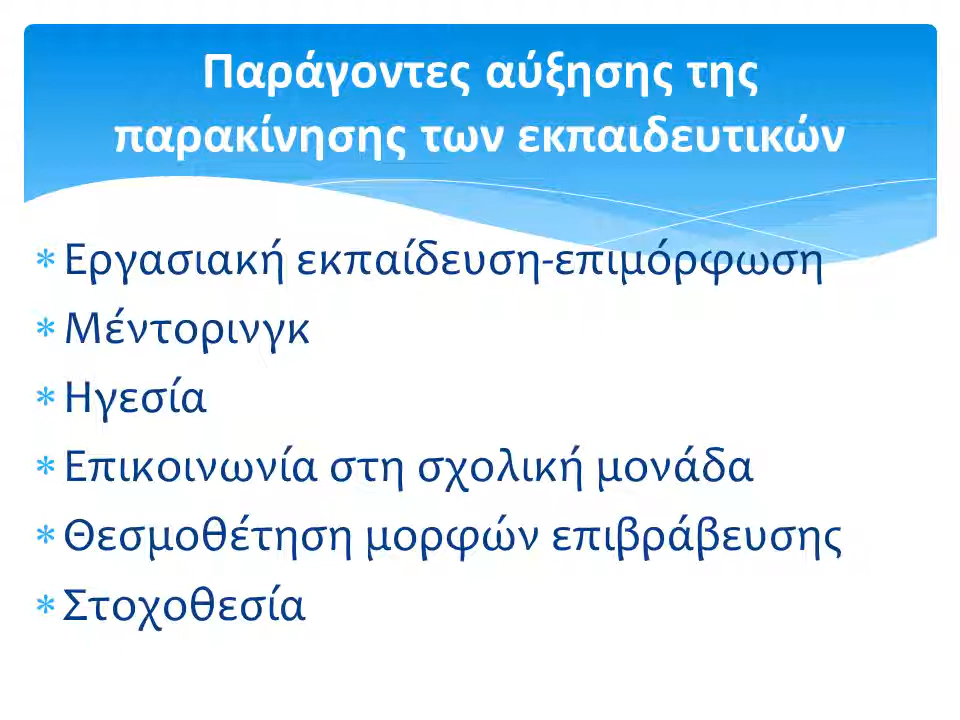 Παράγοντες αύξησης της
παρακίνησης των εκπαιδευτικών
* Εργασιακή εκπαίδευση-επιμόρφωση
* Μέντορινγκ
* Ηγεσία
* Επικοινωνία στη σχολική μονάδα
* Θεσμοθέτηση μορφών επιβράβευσης
* Στοχοθεσία